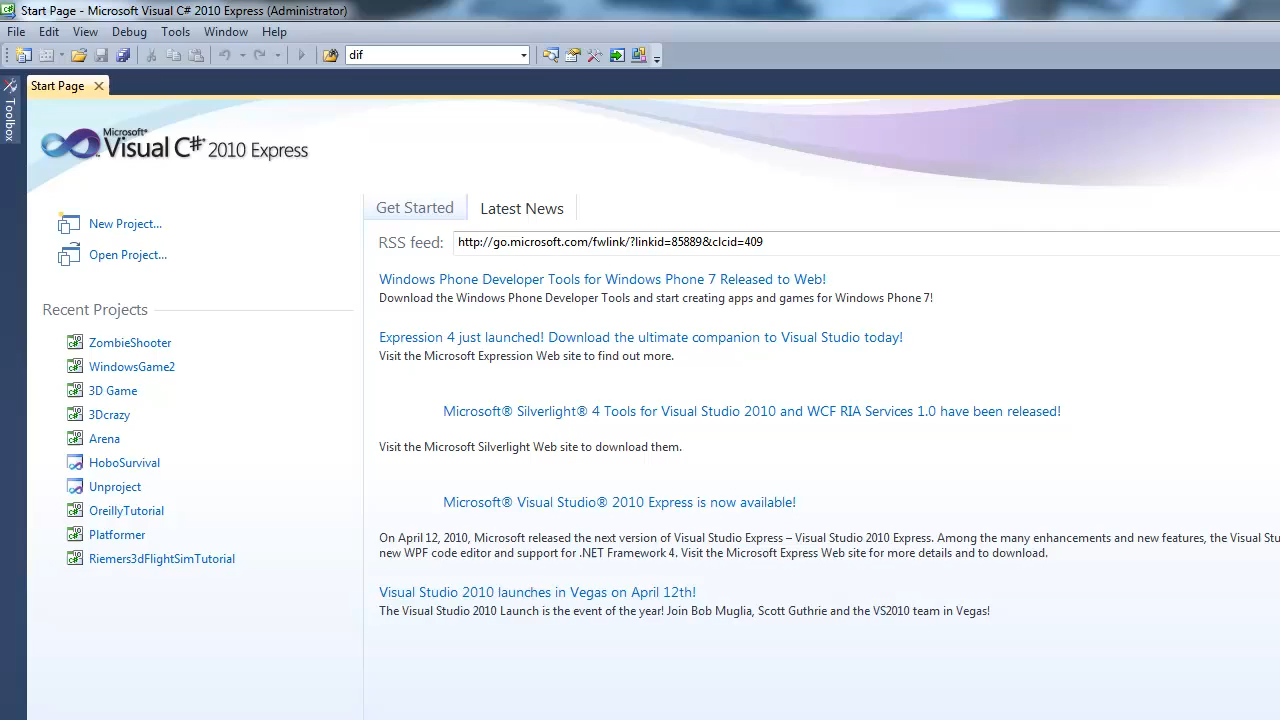 Start Page - Microsoft Visual C# 2010 Express (Administrator)
File Edit View Debug Tools Window Help
dif
Toolbox
Start Page
Microsoft®
Visual C#® 2010 Express
New Project...
Open Project...
Recent Projects
ZombieShooter
WindowsGame2
3D Game
3Dcrazy
Arena
HoboSurvival
Unproject
OreillyTutorial
Platformer
Riemers3dFlightSimTutorial
Get Started Latest News
RSS feed: http://go.microsoft.com/fwlink/?linkid=85889&clcid=409
Windows Phone Developer Tools for Windows Phone 7 Released to Web!
Download the Windows Phone Developer Tools and start creating apps and games for Windows Phone 7!
Expression 4 just launched! Download the ultimate companion to Visual Studio today!
Visit the Microsoft Expression Web site to find out more.
Microsoft® Silverlight® 4 Tools for Visual Studio 2010 and WCF RIA Services 1.0 have been released!
Visit the Microsoft Silverlight Web site to download them.
Microsoft® Visual Studio® 2010 Express is now available!
On April 12, 2010, Microsoft released the next version of Visual Studio Express – Visual Studio 2010 Express. Among the many enhancements and new features, the Visual Stu
new WPF code editor and support for .NET Framework 4. Visit the Microsoft Express Web site for more details and to download.
Visual Studio 2010 launches in Vegas on April 12th!
The Visual Studio 2010 Launch is the event of the year! Join Bob Muglia, Scott Guthrie and the VS2010 team in Vegas!